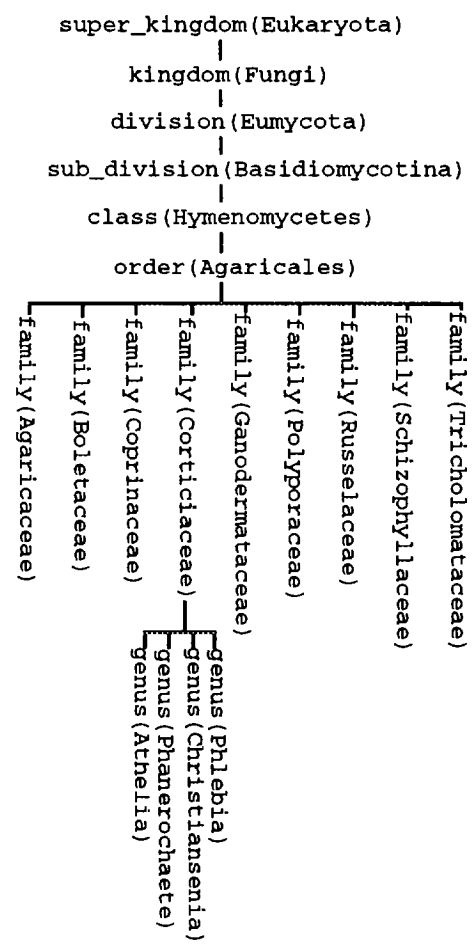 super_kingdom(Eukaryota)
kingdom(Fungi)
division(Eumycota)
sub_division(Basidiomycotina)
class(Hymenomycetes)
order(Agaricales)
family(Agaricaceae)
family(Boletaceae)
family(Coprinaceae)
family(Corticiaceae)
family(Ganodermataceae)
family(Polyporaceae)
family(Russelaceae)
family(Schizophyllaceae)
family(Tricholomataceae)
genus(Athelia)
genus(Phanerochaete)
genus(Christiansenia)
genus(Phlebia)